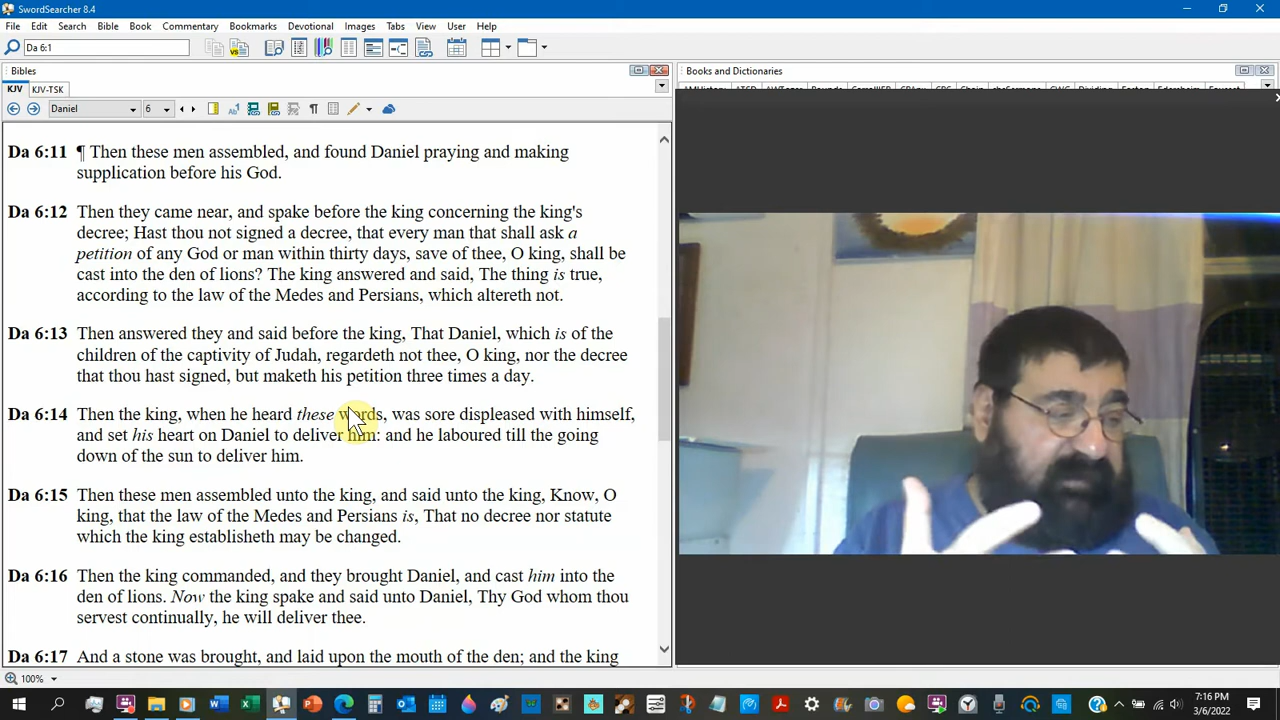 SwordSearcher 8.4
File Edit Search Bible Book Commentary Bookmarks Devotional Images Tabs View User Help
Da 6:1
Bibles
KJV KJV-TSK
Daniel 6
Da 6:11 ¶ Then these men assembled, and found Daniel praying and making
supplication before his God.
Da 6:12 Then they came near, and spake before the king concerning the king's
decree; Hast thou not signed a decree, that every man that shall ask a
petition of any God or man within thirty days, save of thee, O king, shall be
cast into the den of lions? The king answered and said, The thing is true,
according to the law of the Medes and Persians, which altereth not.
Da 6:13 Then answered they and said before the king, That Daniel, which is of the
children of the captivity of Judah, regardeth not thee, O king, nor the decree
that thou hast signed, but maketh his petition three times a day.
Da 6:14 Then the king, when he heard these words, was sore displeased with himself,
and set his heart on Daniel to deliver him: and he laboured till the going
down of the sun to deliver him.
Da 6:15 Then these men assembled unto the king, and said unto the king, Know, O
king, that the law of the Medes and Persians is, That no decree nor statute
which the king establisheth may be changed.
Da 6:16 Then the king commanded, and they brought Daniel, and cast him into the
den of lions. Now the king spake and said unto Daniel, Thy God whom thou
servest continually, he will deliver thee.
Da 6:17 And a stone was brought, and laid upon the mouth of the den; and the king
100%
Books and Dictionaries
7:16 PM
3/6/2022